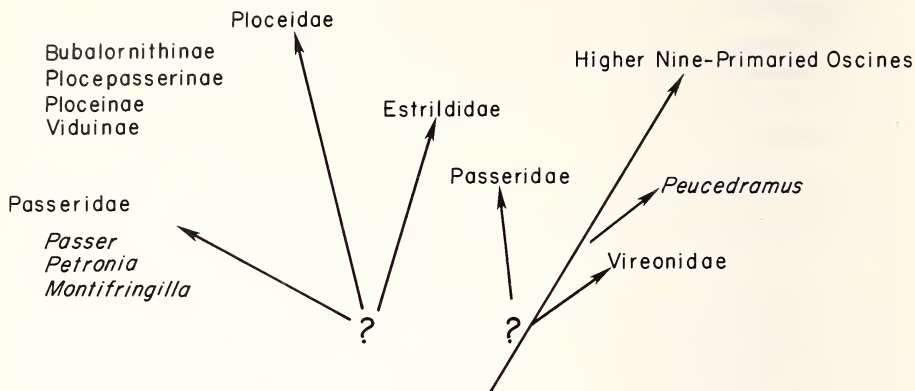 Ploceidae
Bubalornithinae
Plocepasserinae
Ploceinae
Viduinae
Higher Nine-Primaried Oscines
Estrildidae
Passeridae
Peucedramus
Passeridae
Passer
Petronia
Montifringilla
Vireonidae
?
?